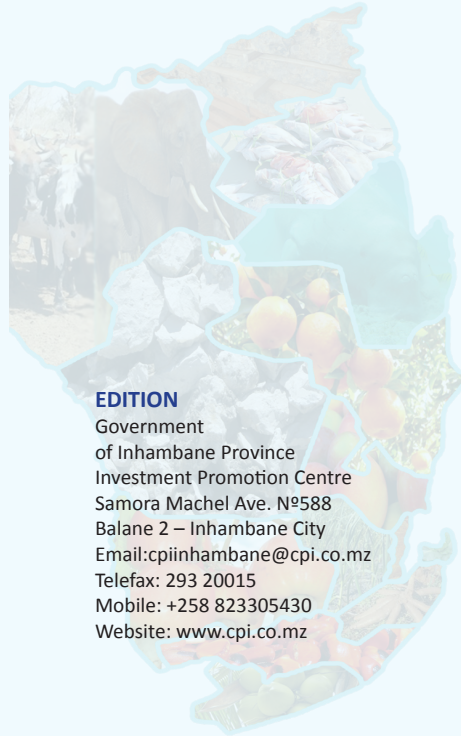 EDITION
Government
of Inhambane Province
Investment Promotion Centre
Samora Machel Ave. Nº588
Balane 2 – Inhambane City
Email:cpiinhambane@cpi.co.mz
Telefax: 293 20015
Mobile: +258 823305430
Website: www.cpi.co.mz